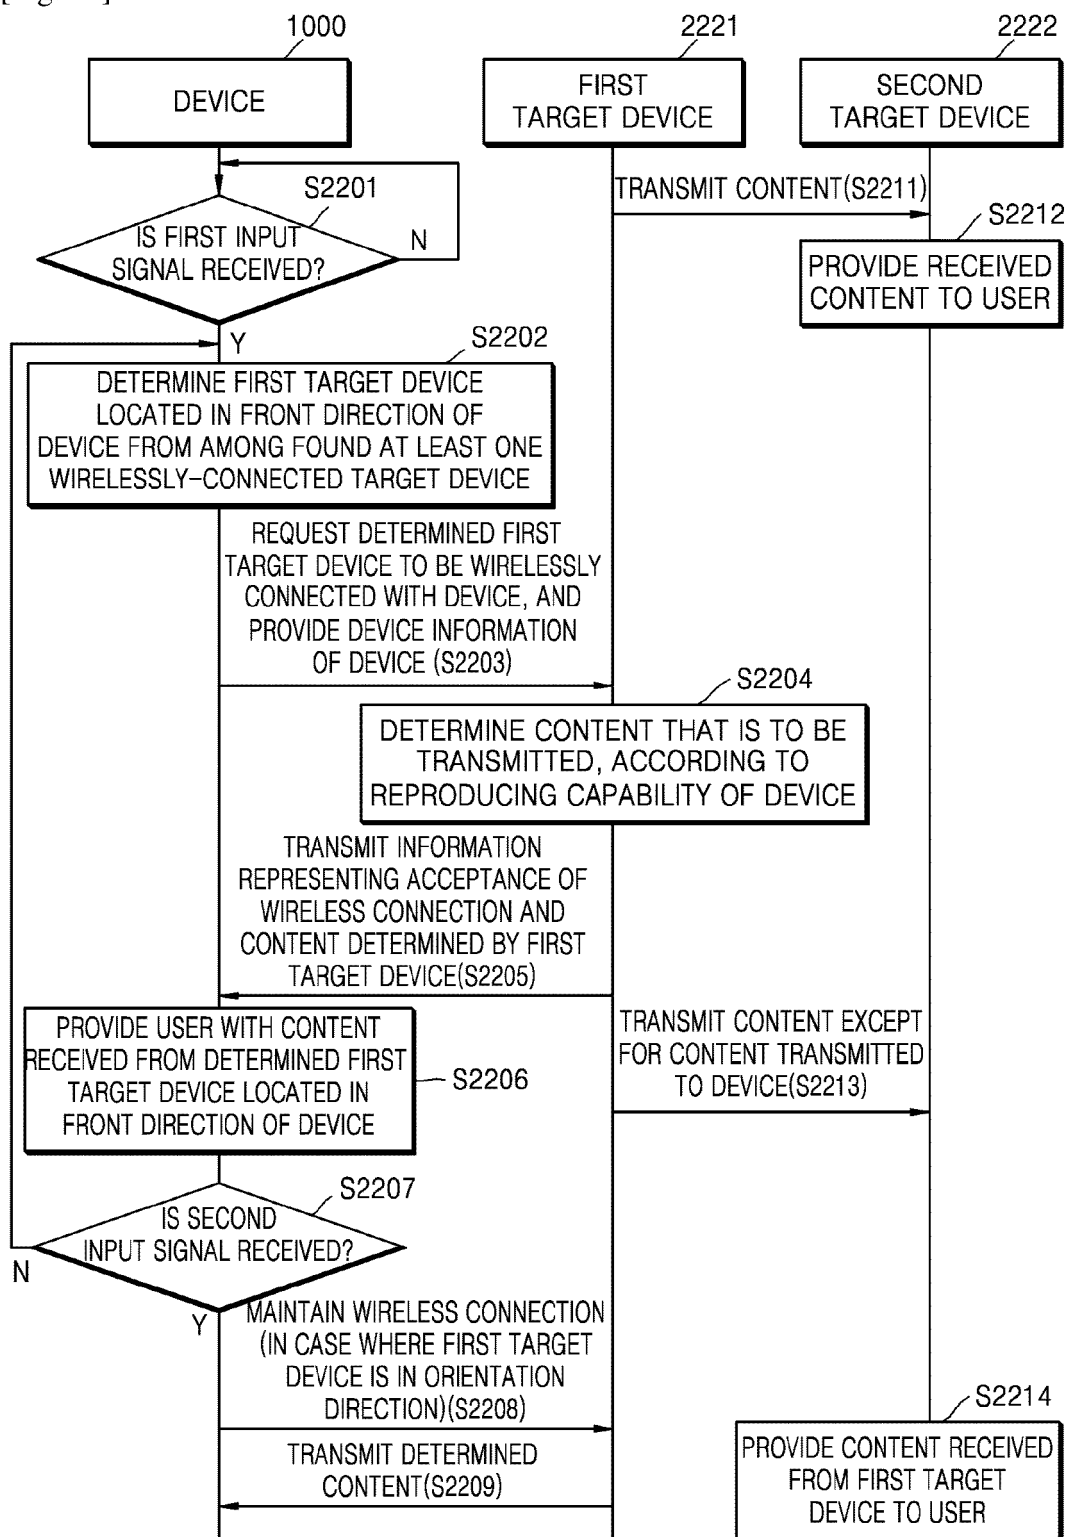 1000
2221
2222
DEVICE
FIRST
TARGET DEVICE
SECOND
TARGET DEVICE
TRANSMIT CONTENT(S2211)
S2201
IS FIRST INPUT
SIGNAL RECEIVED?
N
S2212
PROVIDE RECEIVED
CONTENT TO USER
Y
S2202
DETERMINE FIRST TARGET DEVICE
LOCATED IN FRONT DIRECTION OF
DEVICE FROM AMONG FOUND AT LEAST ONE
WIRELESSLY-CONNECTED TARGET DEVICE
REQUEST DETERMINED FIRST
TARGET DEVICE TO BE WIRELESSLY
CONNECTED WITH DEVICE, AND
PROVIDE DEVICE INFORMATION
OF DEVICE (S2203)
S2204
DETERMINE CONTENT THAT IS TO BE
TRANSMITTED, ACCORDING TO
REPRODUCING CAPABILITY OF DEVICE
TRANSMIT INFORMATION
REPRESENTING ACCEPTANCE OF
WIRELESS CONNECTION AND
CONTENT DETERMINED BY FIRST
TARGET DEVICE(S2205)
PROVIDE USER WITH CONTENT
RECEIVED FROM DETERMINED FIRST
TARGET DEVICE LOCATED IN
FRONT DIRECTION OF DEVICE
S2206
TRANSMIT CONTENT EXCEPT
FOR CONTENT TRANSMITTED
TO DEVICE(S2213)
S2207
IS SECOND
INPUT SIGNAL RECEIVED?
N
Y
MAINTAIN WIRELESS CONNECTION
(IN CASE WHERE FIRST TARGET
DEVICE IS IN ORIENTATION
DIRECTION)(S2208)
TRANSMIT DETERMINED
CONTENT(S2209)
S2214
PROVIDE CONTENT RECEIVED
FROM FIRST TARGET
DEVICE TO USER